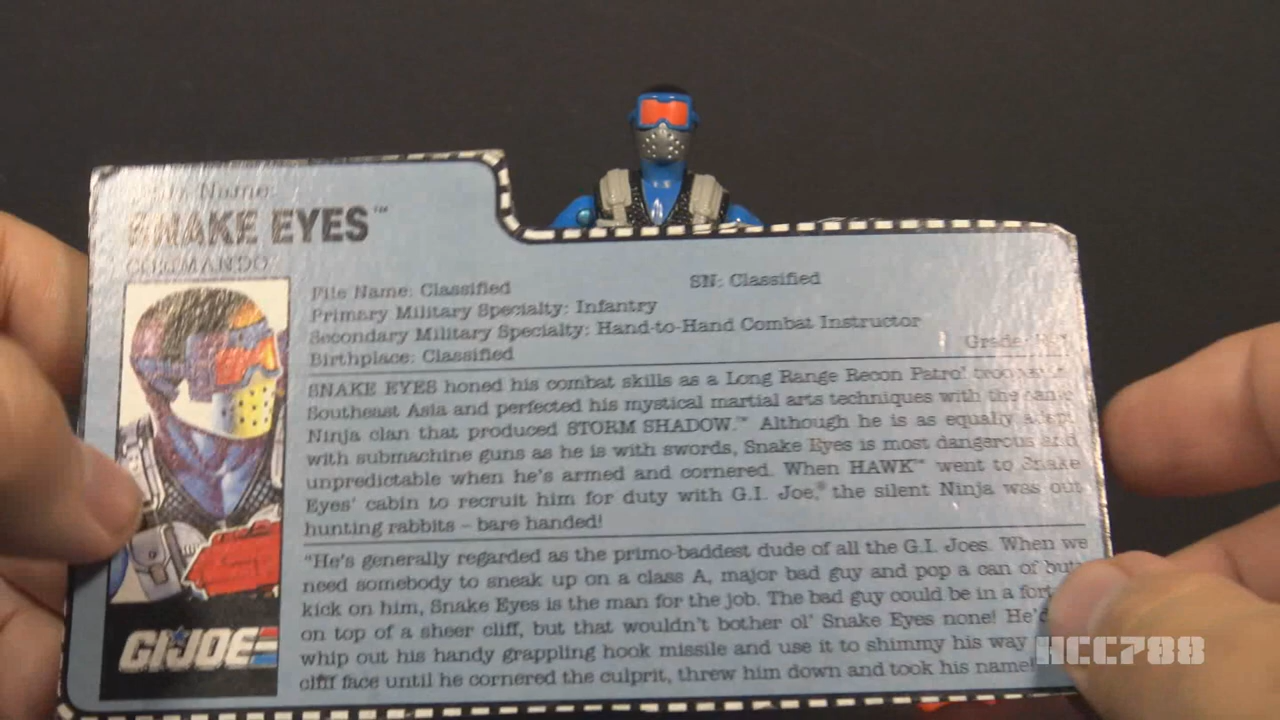 Name:
SNAKE EYES™
COMMANDO
File Name: Classified SN: Classified
Primary Military Specialty: Infantry
Secondary Military Specialty: Hand-to-Hand Combat Instructor
Birthplace: Classified Grade:
SNAKE EYES honed his combat skills as a Long Range Recon Patrol
Southeast Asia and perfected his mystical martial arts techniques with the same
Ninja clan that produced STORM SHADOW.™ Although he is as equally adept
with submachine guns as he is with swords, Snake Eyes is most dangerous and
unpredictable when he's armed and cornered. When HAWK™ went to Snake
Eyes' cabin to recruit him for duty with G.I. Joe,® the silent Ninja was out
hunting rabbits – bare handed!
"He's generally regarded as the primo-baddest dude of all the G.I. Joes. When we
need somebody to sneak up on a class A, major bad guy and pop a can of butt
kick on him, Snake Eyes is the man for the job. The bad guy could be in a fort
on top of a sheer cliff, but that wouldn't bother ol' Snake Eyes none! He'd
whip out his handy grappling hook missile and use it to shimmy his way
cliff face until he cornered the culprit, threw him down and took his name!
GI JOE
HCC788